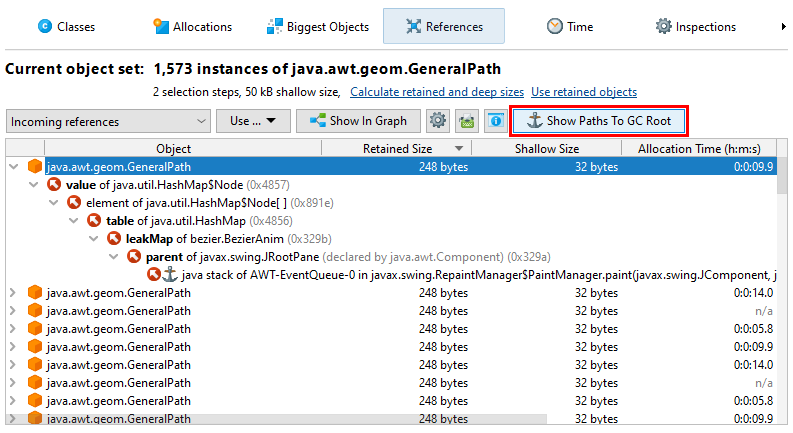 Classes Allocations Biggest Objects References Time Inspections
Current object set: 1,573 instances of java.awt.geom.GeneralPath
2 selection steps, 50 kB shallow size, Calculate retained and deep sizes Use retained objects
Incoming references Use ... Show In Graph Show Paths To GC Root
Object Retained Size Shallow Size Allocation Time (h:m:s)
java.awt.geom.GeneralPath 248 bytes 32 bytes 0:0:09.9
value of java.util.HashMap$Node (0x4857)
element of java.util.HashMap$Node[ ] (0x891e)
table of java.util.HashMap (0x4856)
leakMap of bezier.BezierAnim (0x329b)
parent of javax.swing.JRootPane (declared by java.awt.Component) (0x329a)
java stack of AWT-EventQueue-0 in javax.swing.RepaintManager$PaintManager.paint(javax.swing.JComponent, j
java.awt.geom.GeneralPath 248 bytes 32 bytes 0:0:14.0
java.awt.geom.GeneralPath 248 bytes 32 bytes n/a
java.awt.geom.GeneralPath 248 bytes 32 bytes 0:0:05.8
java.awt.geom.GeneralPath 248 bytes 32 bytes 0:0:09.9
java.awt.geom.GeneralPath 248 bytes 32 bytes 0:0:14.0
java.awt.geom.GeneralPath 248 bytes 32 bytes n/a
java.awt.geom.GeneralPath 248 bytes 32 bytes 0:0:05.8
java.awt.geom.GeneralPath 248 bytes 32 bytes 0:0:09.9